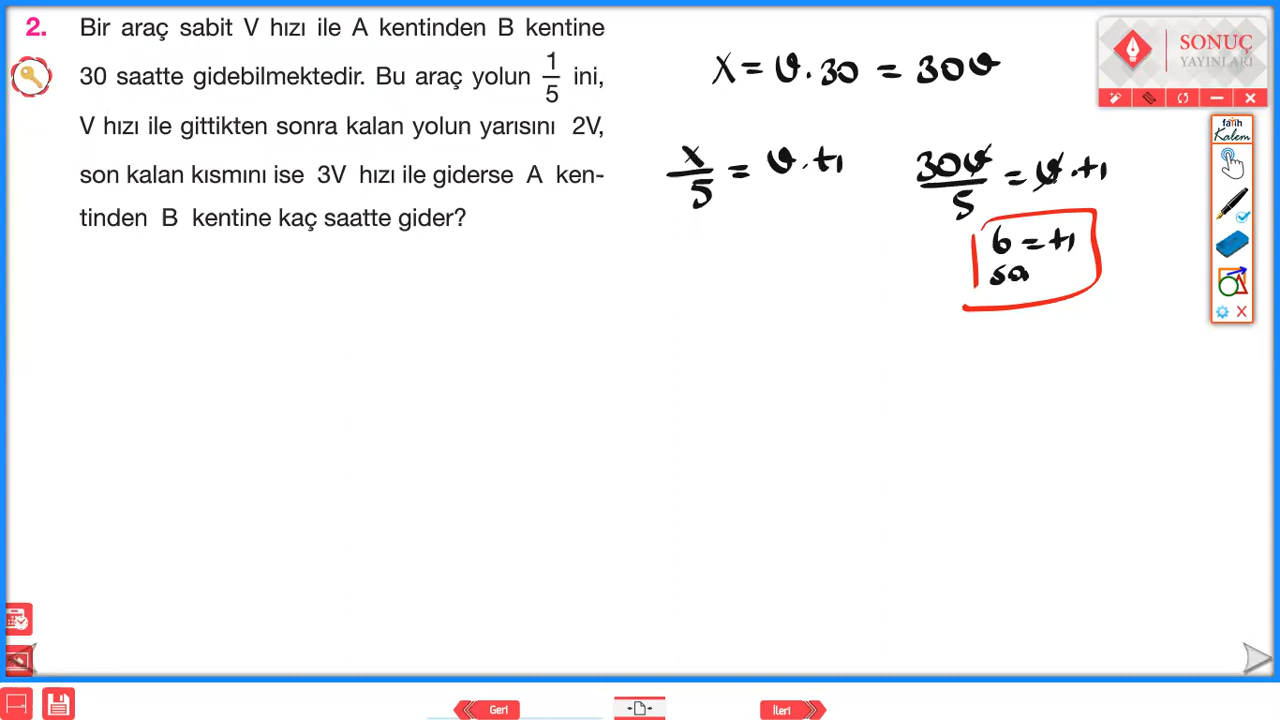 2. Bir araç sabit V hızı ile A kentinden B kentine
30 saatte gidebilmektedir. Bu araç yolun 1/5 ini,
V hızı ile gittikten sonra kalan yolun yarısını 2V,
son kalan kısmını ise 3V hızı ile giderse A ken-
tinden B kentine kaç saatte gider?
x = v.30 = 30v
x/5 = v.t1
30v/5 = v.t1
6 = t1
sa
SONUÇ
YAYINLARI
fatih
Kalem
Geri
İleri